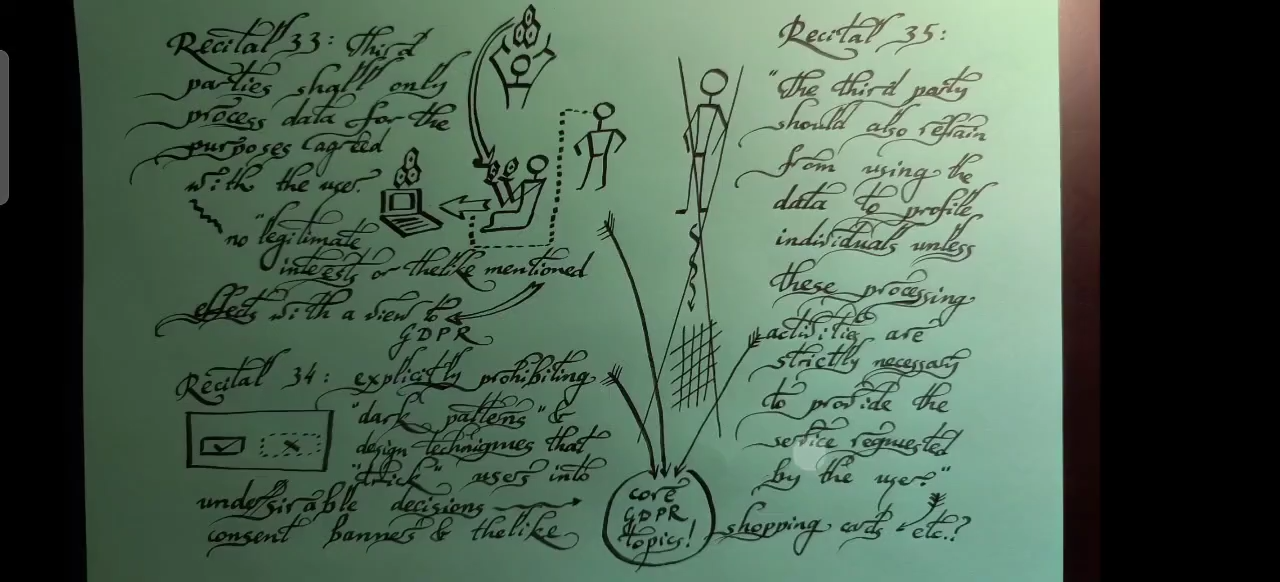 Recital 33: third
parties shall only
process data for the
purposes agreed
with the user.
"no legitimate
interests or thelike mentioned
effects with a view to
GDPR
Recital 34: explicitly prohibiting
"dark patterns" &
design techniques that
"trick" users into
undesirable decisions
consent banners & thelike
core
GDPR
topics!
Recital 35:
"The third party
should also refrain
from using the
data to profile
individuals unless
these processing
activities are
strictly necessary
to provide the
service requested
by the user."
shopping carts etc.?